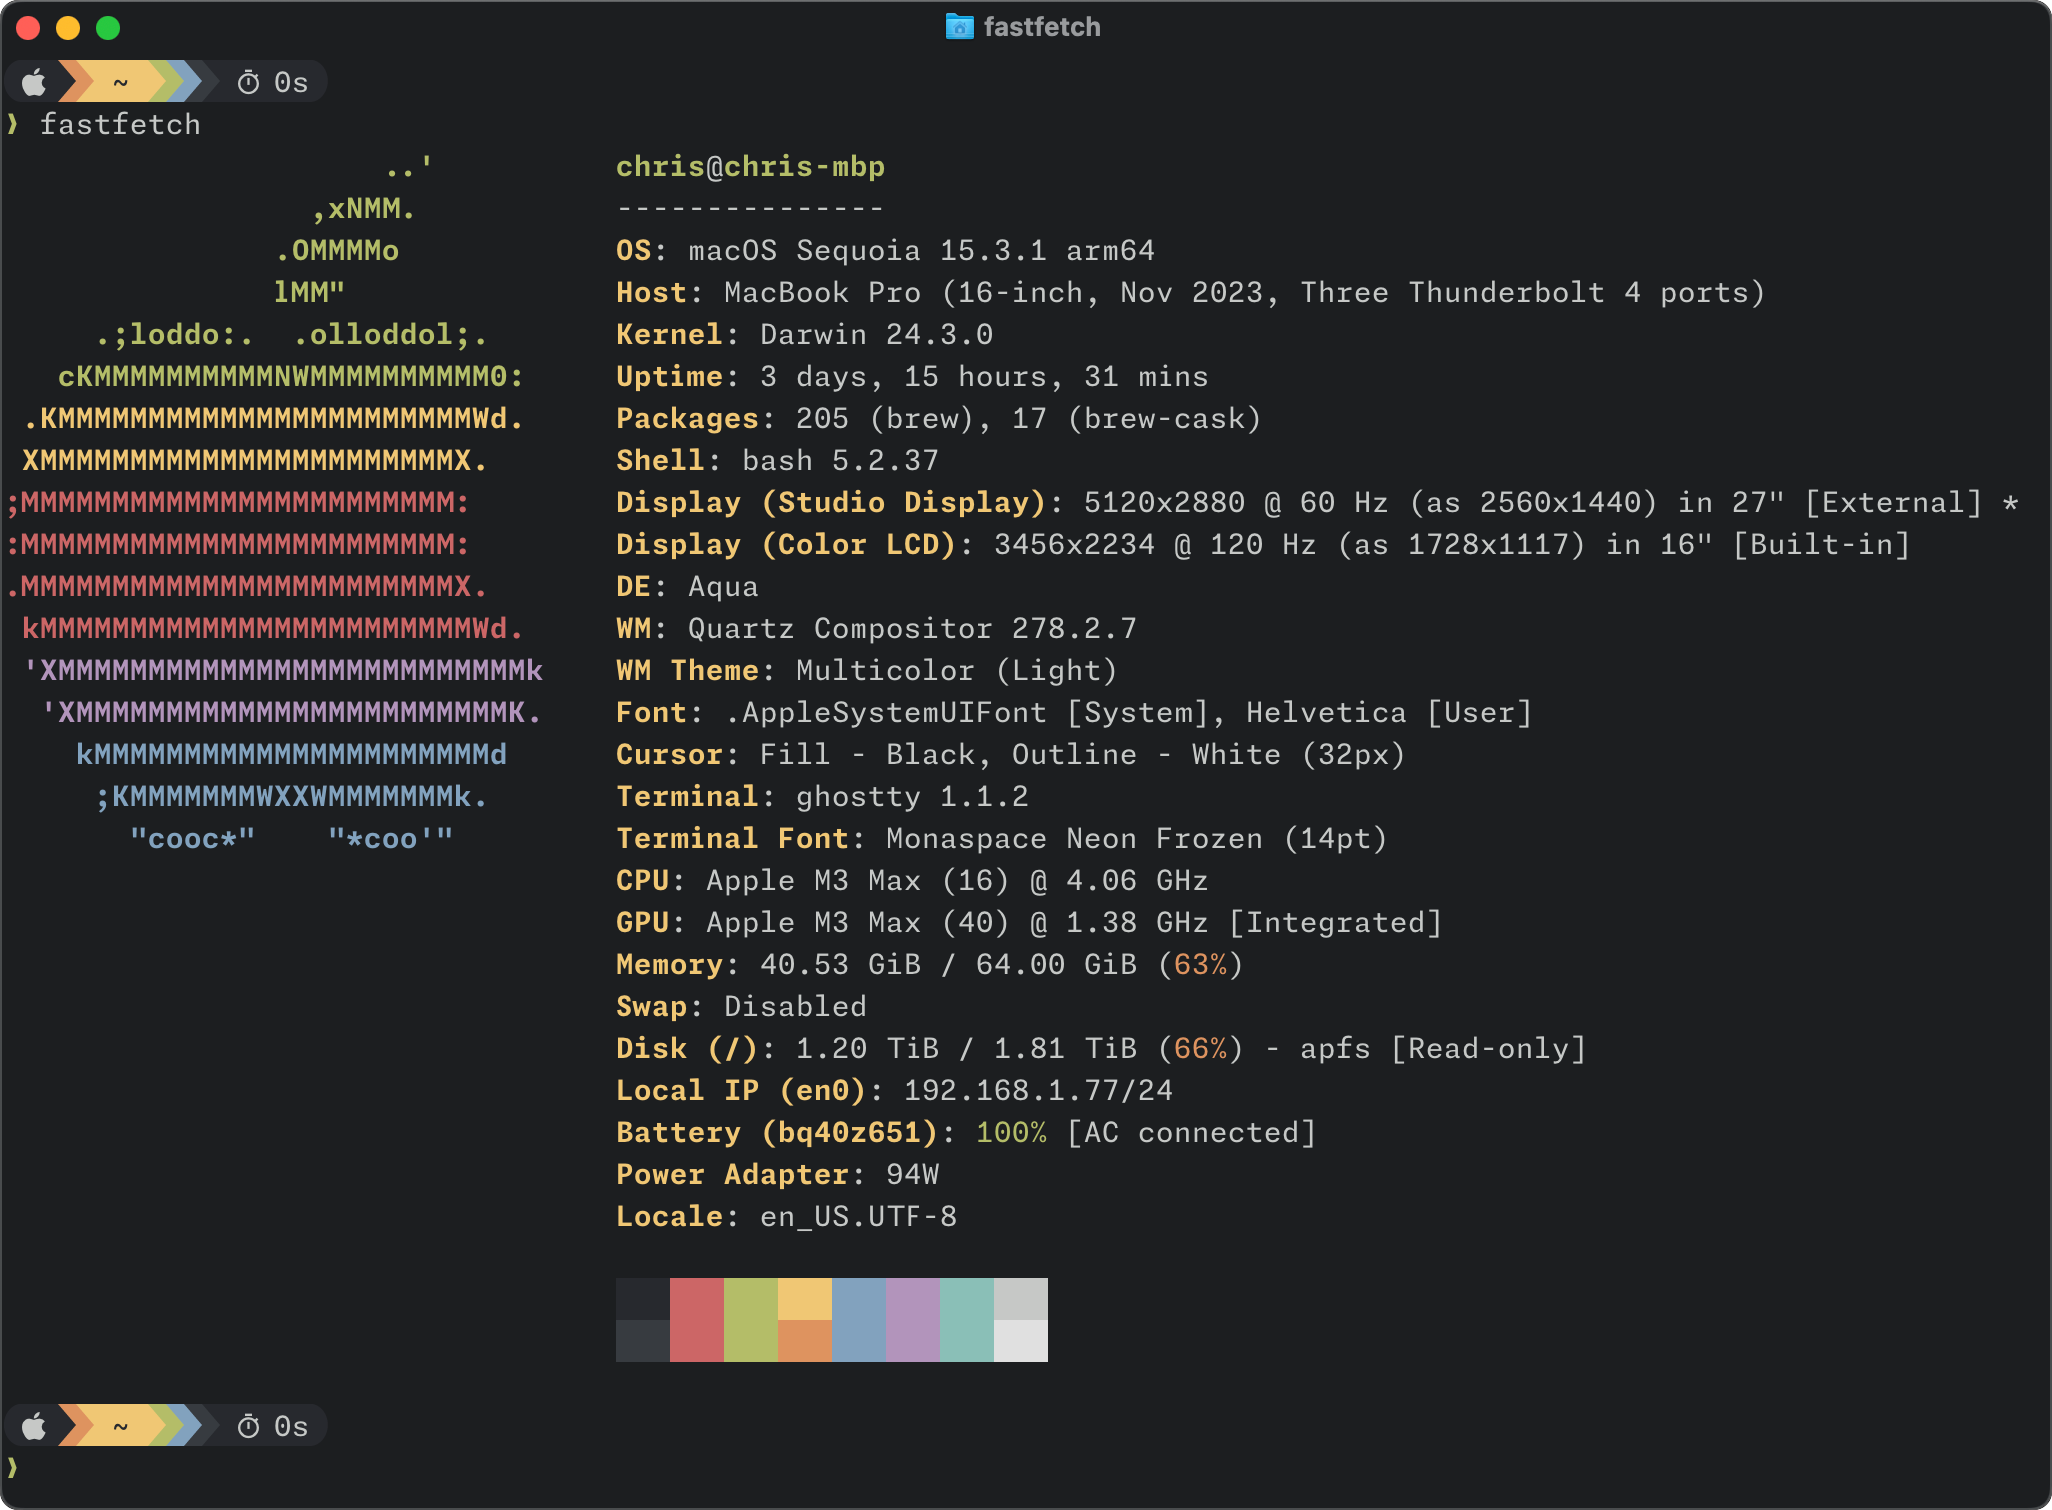 fastfetch
~ 0s
❯ fastfetch
..'
,xNMM.
.OMMMMo
lMM"
.;loddo:.  .olloddol;.
cKMMMMMMMMMMNWMMMMMMMMMM0:
.KMMMMMMMMMMMMMMMMMMMMMMMWd.
XMMMMMMMMMMMMMMMMMMMMMMMX.
;MMMMMMMMMMMMMMMMMMMMMMMM:
:MMMMMMMMMMMMMMMMMMMMMMMM:
.MMMMMMMMMMMMMMMMMMMMMMMMX.
kMMMMMMMMMMMMMMMMMMMMMMMMWd.
'XMMMMMMMMMMMMMMMMMMMMMMMMMMk
'XMMMMMMMMMMMMMMMMMMMMMMMMK.
kMMMMMMMMMMMMMMMMMMMMMMd
;KMMMMMMMWXXWMMMMMMMk.
"cooc*"    "*coo'"
chris@chris-mbp
---------------
OS: macOS Sequoia 15.3.1 arm64
Host: MacBook Pro (16-inch, Nov 2023, Three Thunderbolt 4 ports)
Kernel: Darwin 24.3.0
Uptime: 3 days, 15 hours, 31 mins
Packages: 205 (brew), 17 (brew-cask)
Shell: bash 5.2.37
Display (Studio Display): 5120x2880 @ 60 Hz (as 2560x1440) in 27" [External] *
Display (Color LCD): 3456x2234 @ 120 Hz (as 1728x1117) in 16" [Built-in]
DE: Aqua
WM: Quartz Compositor 278.2.7
WM Theme: Multicolor (Light)
Font: .AppleSystemUIFont [System], Helvetica [User]
Cursor: Fill - Black, Outline - White (32px)
Terminal: ghostty 1.1.2
Terminal Font: Monaspace Neon Frozen (14pt)
CPU: Apple M3 Max (16) @ 4.06 GHz
GPU: Apple M3 Max (40) @ 1.38 GHz [Integrated]
Memory: 40.53 GiB / 64.00 GiB (63%)
Swap: Disabled
Disk (/): 1.20 TiB / 1.81 TiB (66%) - apfs [Read-only]
Local IP (en0): 192.168.1.77/24
Battery (bq40z651): 100% [AC connected]
Power Adapter: 94W
Locale: en_US.UTF-8
~ 0s
❯